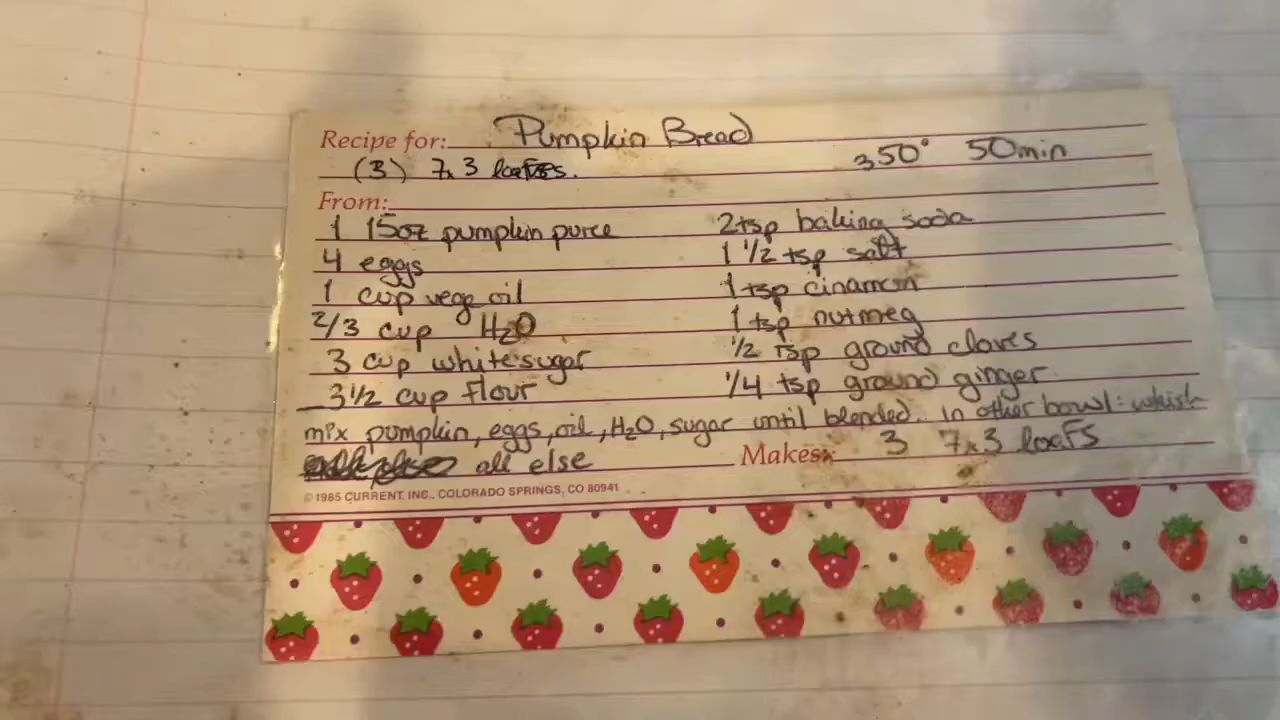 Recipe for: Pumpkin Bread
(3) 7x3 loafs. 350° 50min
From:
1 15oz pumpkin puree
4 eggs
1 cup vege oil
2/3 cup H2O
3 cup white sugar
3 1/2 cup flour
2tsp baking soda
1 1/2 tsp salt
1 tsp cinamon
1 tsp nutmeg
1/2 tsp ground cloves
1/4 tsp ground ginger
mix pumpkin, eggs, oil, H2O, sugar until blended. in other bowl: whish
all else
Makes: 3 7x3 loafs
© 1985 CURRENT, INC., COLORADO SPRINGS, CO 80941